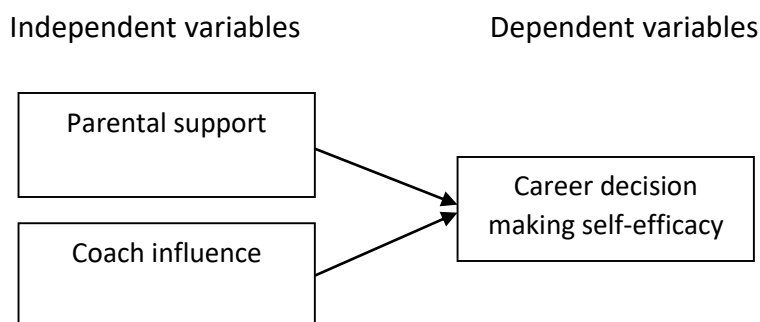 Independent variables
Dependent variables
Parental support
Career decision
making self-efficacy
Coach influence